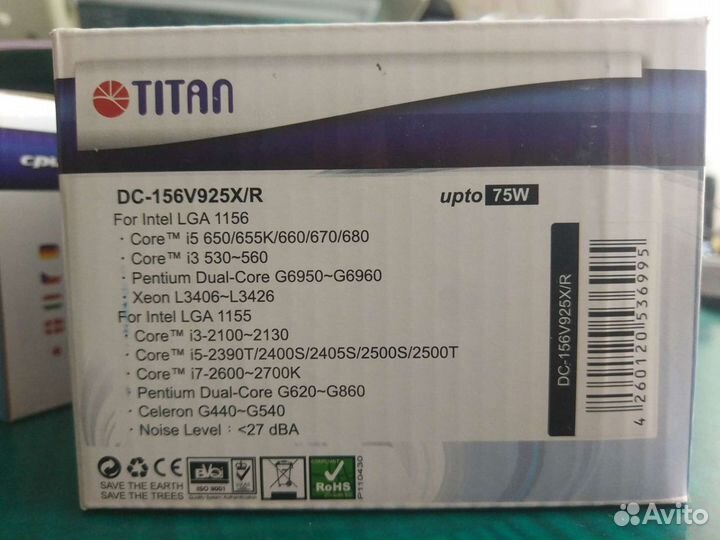 TITAN
cpu
DC-156V925X/R
upto 75W
For Intel LGA 1156
· Core™ i5 650/655K/660/670/680
· Core™ i3 530~560
· Pentium Dual-Core G6950~G6960
· Xeon L3406~L3426
For Intel LGA 1155
· Core™ i3-2100~2130
· Core™ i5-2390T/2400S/2405S/2500S/2500T
· Core™ i7-2600~2700K
· Pentium Dual-Core G620~G860
· Celeron G440~G540
· Noise Level : <27 dBA
DC-156V925X/R
4 260120 536995
CE
ISO 9001
SAVE THE EARTH
SAVE THE TREES
RoHS
P110430
Avito